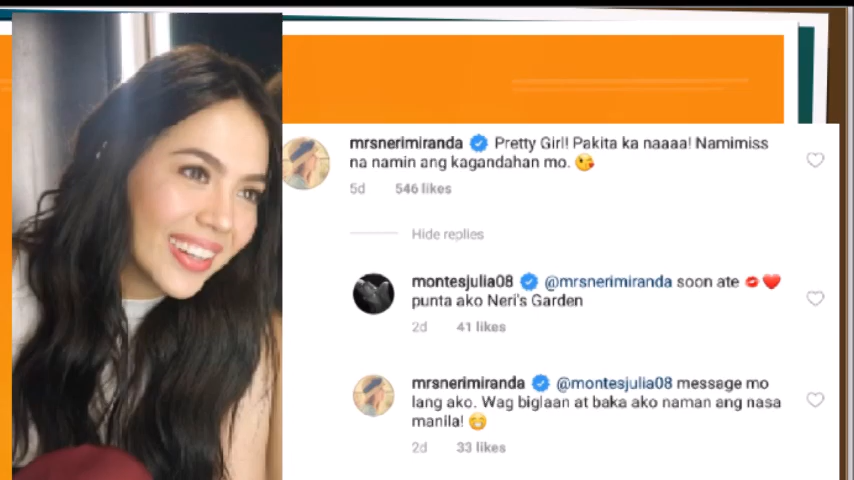 mrsnerimiranda Pretty Girl! Pakita ka naaaa! Namimiss
na namin ang kagandahan mo. 😘
5d 546 likes
Hide replies
montesjulia08 @mrsnerimiranda soon ate 💋❤️
punta ako Neri's Garden
2d 41 likes
mrsnerimiranda @montesjulia08 message mo
lang ako. Wag biglaan at baka ako naman ang nasa
manila! 😁
2d 33 likes